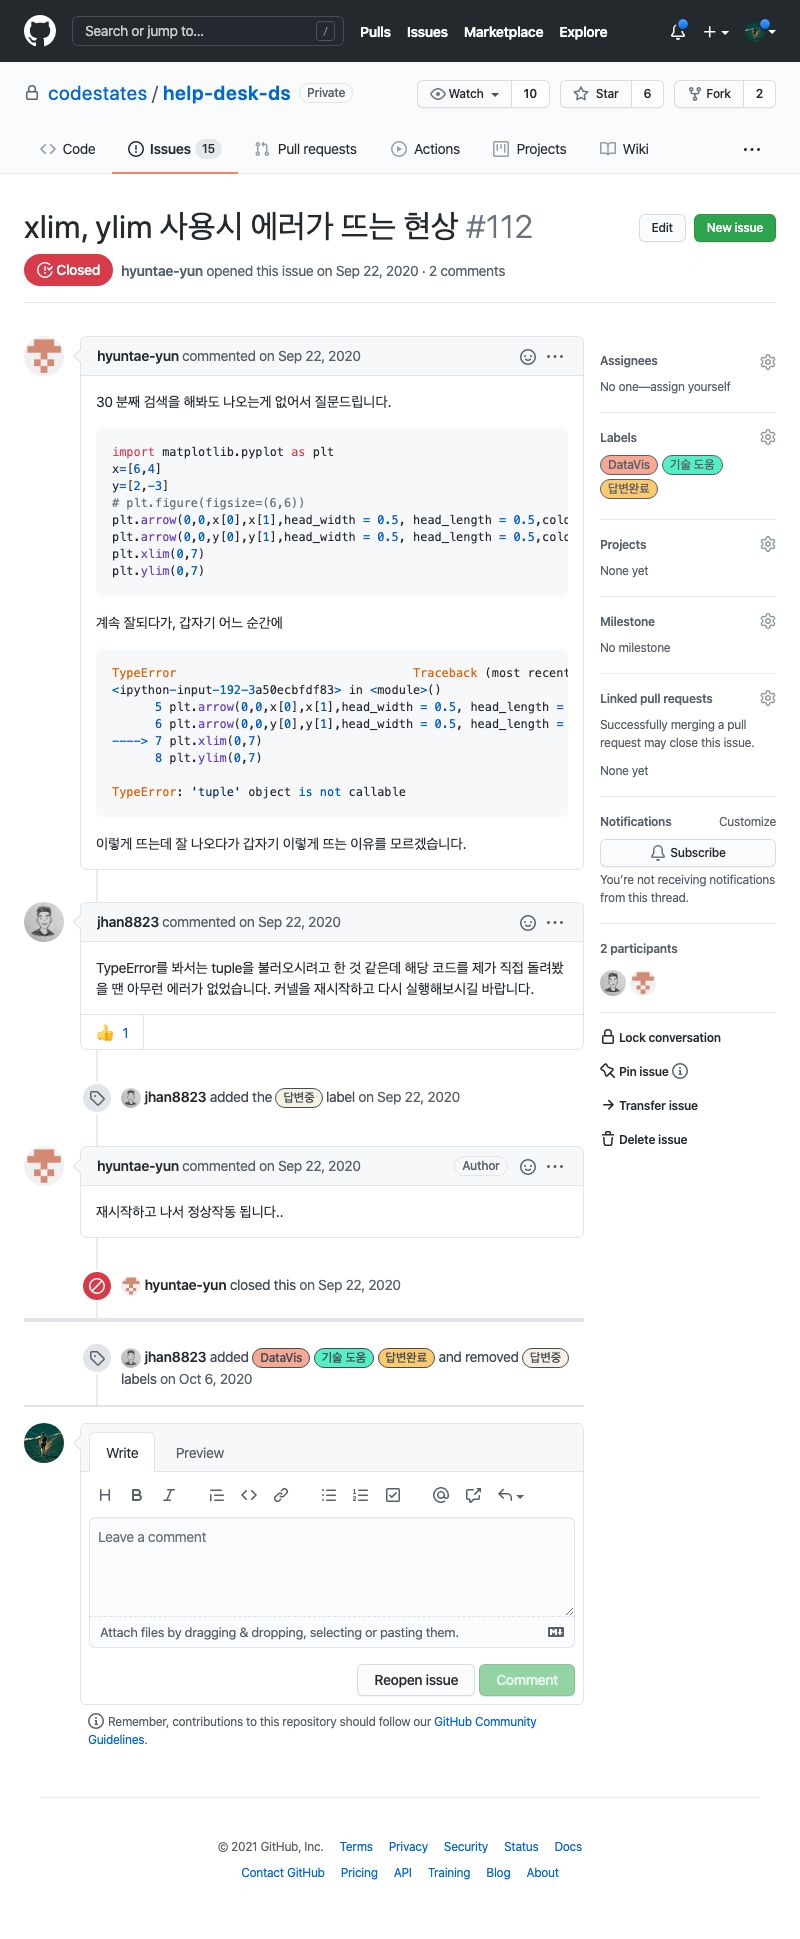 Search or jump to...
/
Pulls
Issues
Marketplace
Explore
codestates / help-desk-ds
Private
Watch
10
Star
6
Fork
2
Code
Issues 15
Pull requests
Actions
Projects
Wiki
xlim, ylim 사용시 에러가 뜨는 현상 #112
Edit
New issue
Closed
hyuntae-yun opened this issue on Sep 22, 2020 · 2 comments
hyuntae-yun commented on Sep 22, 2020
30 분째 검색을 해봐도 나오는게 없어서 질문드립니다.
import matplotlib.pyplot as plt
x=[6,4]
y=[2,-3]
# plt.figure(figsize=(6,6))
plt.arrow(0,0,x[0],x[1],head_width = 0.5, head_length = 0.5,colo
plt.arrow(0,0,y[0],y[1],head_width = 0.5, head_length = 0.5,colo
plt.xlim(0,7)
plt.ylim(0,7)
계속 잘되다가, 갑자기 어느 순간에
TypeError Traceback (most recent
<ipython-input-192-3a50ecbfdf83> in <module>()
5 plt.arrow(0,0,x[0],x[1],head_width = 0.5, head_length =
6 plt.arrow(0,0,y[0],y[1],head_width = 0.5, head_length =
----> 7 plt.xlim(0,7)
8 plt.ylim(0,7)
TypeError: 'tuple' object is not callable
이렇게 뜨는데 잘 나오다가 갑자기 이렇게 뜨는 이유를 모르겠습니다.
jhan8823 commented on Sep 22, 2020
TypeError를 봐서는 tuple을 불러오시려고 한 것 같은데 해당 코드를 제가 직접 돌려봤
을 땐 아무런 에러가 없었습니다. 커널을 재시작하고 다시 실행해보시길 바랍니다.
👍 1
jhan8823 added the 답변중 label on Sep 22, 2020
hyuntae-yun commented on Sep 22, 2020
Author
재시작하고 나서 정상작동 됩니다..
hyuntae-yun closed this on Sep 22, 2020
jhan8823 added DataVis 기술 도움 답변완료 and removed 답변중
labels on Oct 6, 2020
Write
Preview
H B I
Leave a comment
Attach files by dragging & dropping, selecting or pasting them.
Reopen issue
Comment
Remember, contributions to this repository should follow our GitHub Community
Guidelines.
Assignees
No one—assign yourself
Labels
DataVis
기술 도움
답변완료
Projects
None yet
Milestone
No milestone
Linked pull requests
Successfully merging a pull
request may close this issue.
None yet
Notifications
Customize
Subscribe
You're not receiving notifications
from this thread.
2 participants
Lock conversation
Pin issue
Transfer issue
Delete issue
© 2021 GitHub, Inc.
Terms
Privacy
Security
Status
Docs
Contact GitHub
Pricing
API
Training
Blog
About